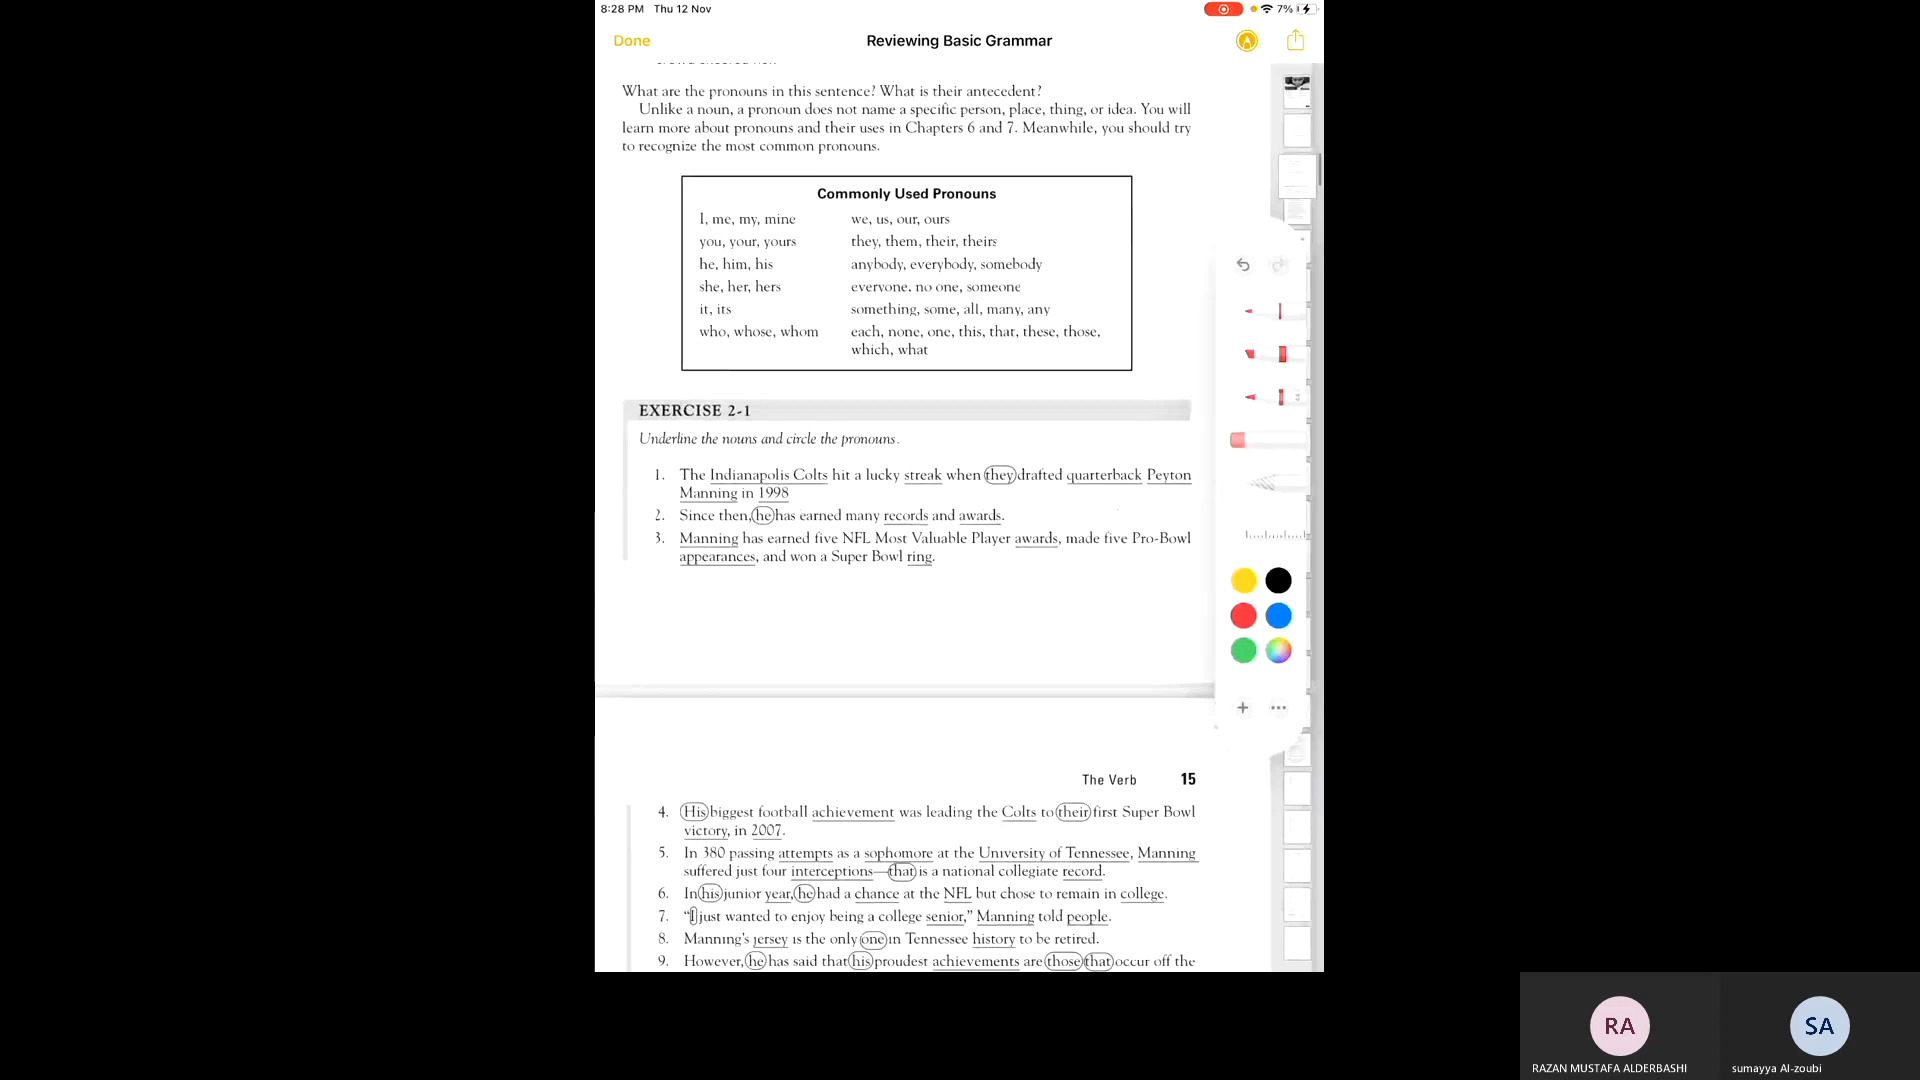 8:28 PM Thu 12 Nov
7%
Done
Reviewing Basic Grammar
What are the pronouns in this sentence? What is their antecedent?
Unlike a noun, a pronoun does not name a specific person, place, thing, or idea. You will
learn more about pronouns and their uses in Chapters 6 and 7. Meanwhile, you should try
to recognize the most common pronouns.
Commonly Used Pronouns
I, me, my, mine we, us, our, ours
you, your, yours they, them, their, theirs
he, him, his anybody, everybody, somebody
she, her, hers everyone, no one, someone
it, its something, some, all, many, any
who, whose, whom each, none, one, this, that, these, those,
which, what
EXERCISE 2-1
Underline the nouns and circle the pronouns.
1. The Indianapolis Colts hit a lucky streak when they drafted quarterback Peyton
Manning in 1998
2. Since then, he has earned many records and awards.
3. Manning has earned five NFL Most Valuable Player awards, made five Pro-Bowl
appearances, and won a Super Bowl ring.
The Verb 15
4. His biggest football achievement was leading the Colts to their first Super Bowl
victory, in 2007.
5. In 380 passing attempts as a sophomore at the University of Tennessee, Manning
suffered just four interceptions—that is a national collegiate record.
6. In his junior year, he had a chance at the NFL but chose to remain in college.
7. “I just wanted to enjoy being a college senior,” Manning told people.
8. Manning's jersey is the only one in Tennessee history to be retired.
9. However, he has said that his proudest achievements are those that occur off the
RA
SA
RAZAN MUSTAFA ALDERBASHI
sumayya Al-zoubi